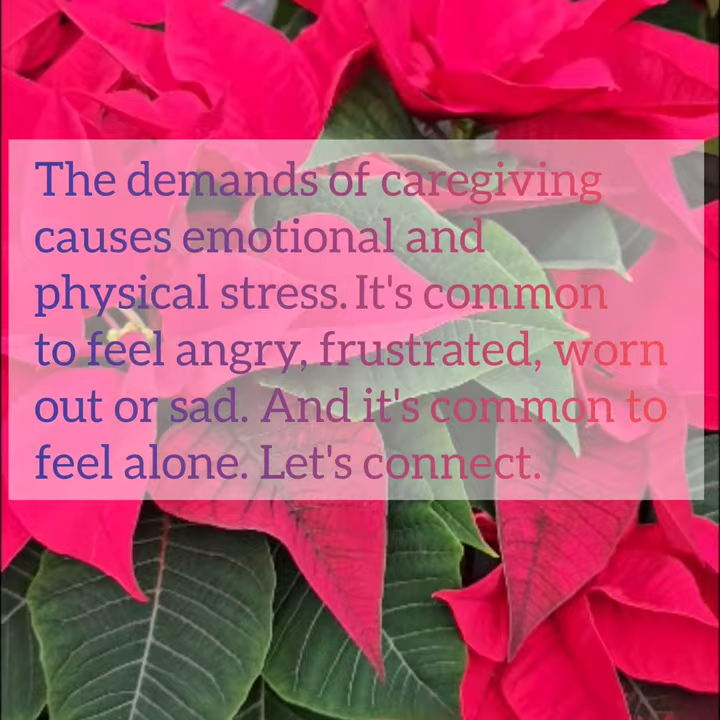 The demands of caregiving
causes emotional and
physical stress. It's common
to feel angry, frustrated, worn
out or sad. And it's common to
feel alone. Let's connect.